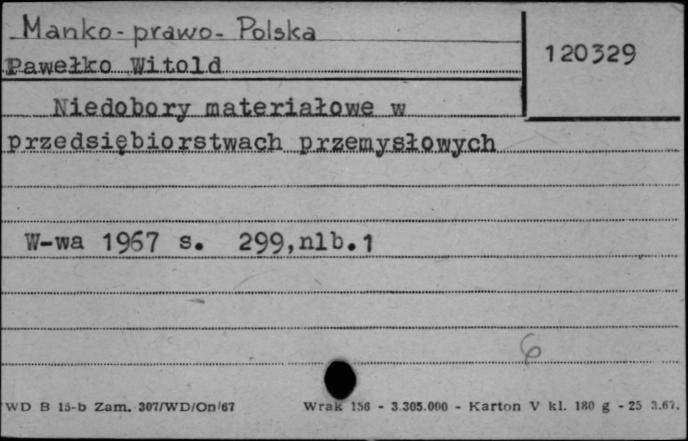 Manko - prawo - Polska
120329
Pawełko Witold
Niedobory materiałowe w
przedsiębiorstwach przemysłowych
W-wa 1967 s. 299,nlb.1
6
WD B 15-b Zam. 307/WD/On/67 Wrak 156 - 3.305.000 - Karton V kl. 180 g - 25 3.67.